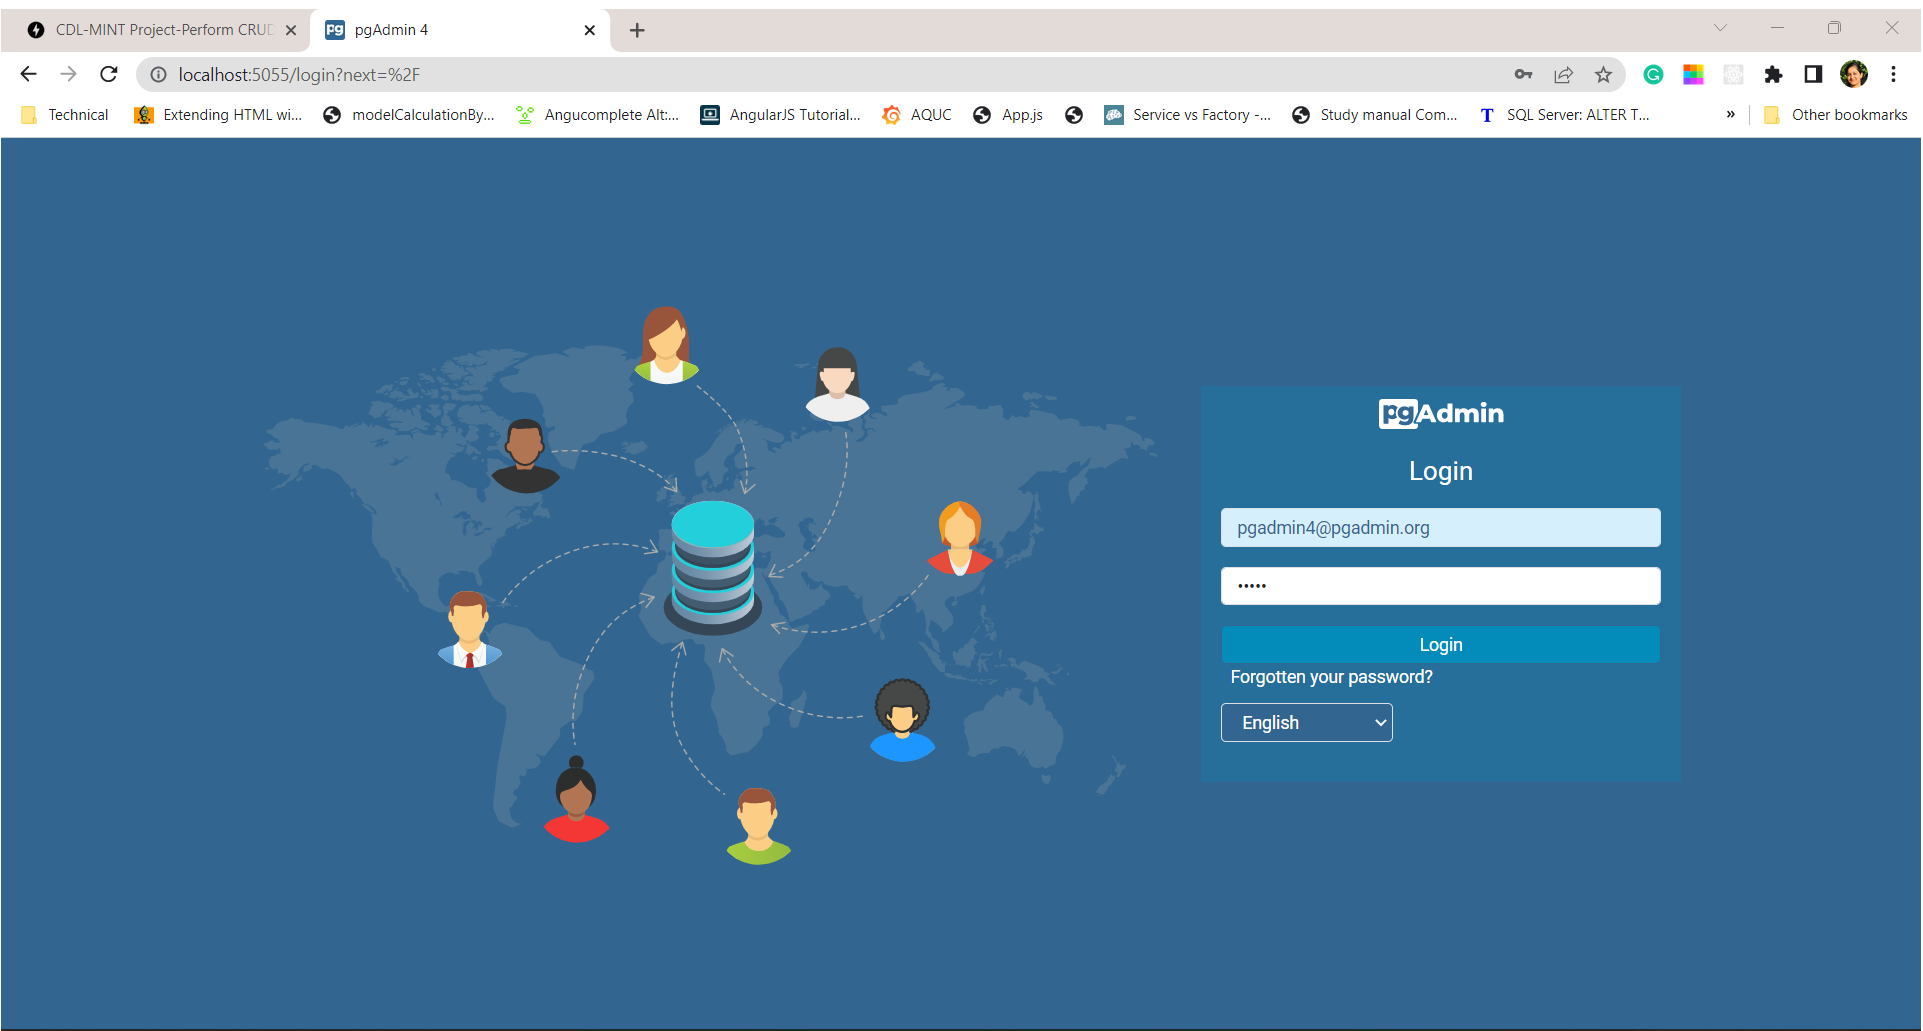 CDL-MINT Project-Perform CRUD
pgAdmin 4
localhost:5055/login?next=%2F
Technical
Extending HTML wi...
modelCalculationBy...
Angucomplete Alt:...
AngularJS Tutorial...
AQUC
App.js
Service vs Factory -...
Study manual Com...
T SQL Server: ALTER T...
»
Other bookmarks
pgAdmin
Login
pgadmin4@pgadmin.org
•••••
Login
Forgotten your password?
English